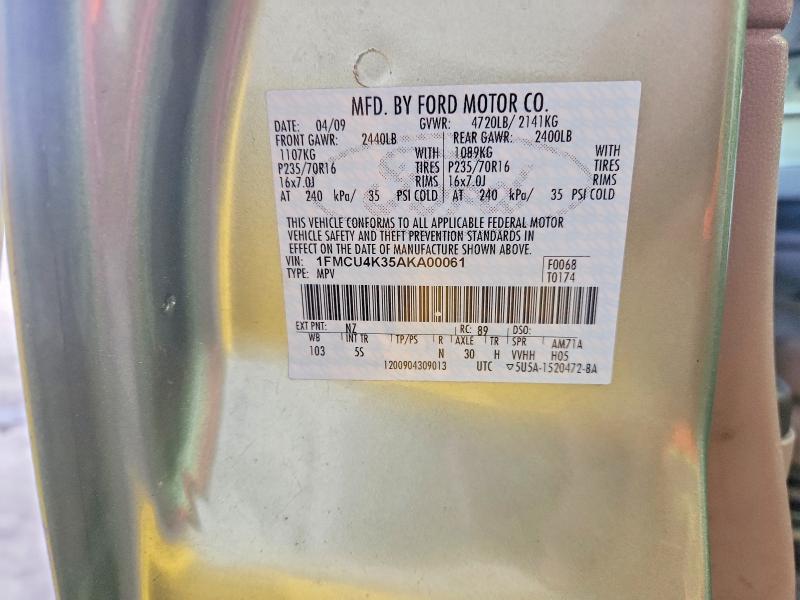 MFD. BY FORD MOTOR CO.
DATE: 04/09 GVWR: 4720LB/ 2141KG
FRONT GAWR: 2440LB REAR GAWR: 2400LB
1107KG WITH 1089KG WITH
P235/70R16 TIRES P235/70R16 TIRES
16x7.0J RIMS 16x7.0J RIMS
AT 240 kPa/ 35 PSI COLD AT 240 kPa/ 35 PSI COLD
THIS VEHICLE CONFORMS TO ALL APPLICABLE FEDERAL MOTOR
VEHICLE SAFETY AND THEFT PREVENTION STANDARDS IN
EFFECT ON THE DATE OF MANUFACTURE SHOWN ABOVE.
VIN: 1FMCU4K35AKA00061 F0068
TYPE: MPV T0174
EXT PNT: NZ RC: 89 DSO:
WB INT TR TP/PS R AXLE TR SPR AM71A
103 5S N 30 H VVHH H05
1200904309013 UTC ▽5U5A-1520472-BA